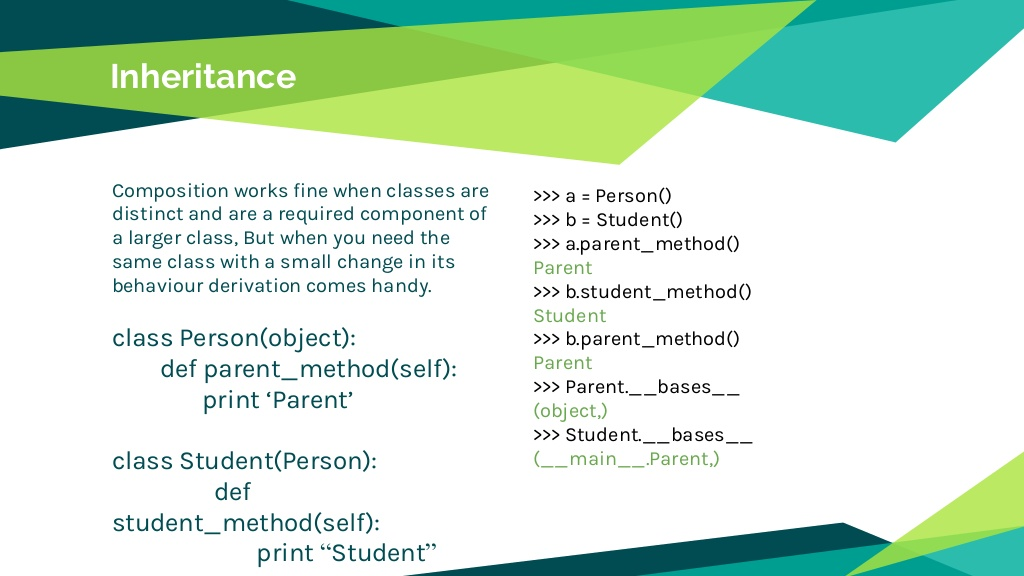 Inheritance
Composition works fine when classes are
distinct and are a required component of
a larger class, But when you need the
same class with a small change in its
behaviour derivation comes handy.
class Person(object):
def parent_method(self):
print ‘Parent’
class Student(Person):
def
student_method(self):
print “Student”
>>> a = Person()
>>> b = Student()
>>> a.parent_method()
Parent
>>> b.student_method()
Student
>>> b.parent_method()
Parent
>>> Parent.__bases__
(object,)
>>> Student.__bases__
(__main__.Parent,)